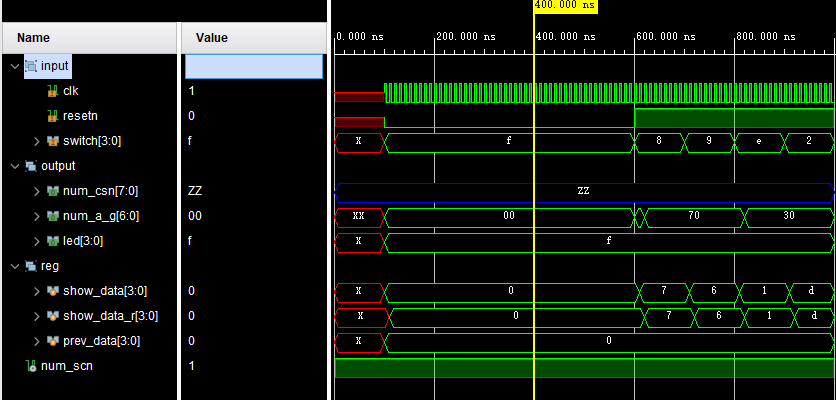 400.000 ns
Name Value
0.000 ns 200.000 ns 400.000 ns 600.000 ns 800.000 ns
input
clk 1
resetn 0
switch[3:0] f X f 8 9 e 2
output
num_csn[7:0] ZZ ZZ
num_a_g[6:0] 00 XX 00 70 30
led[3:0] f X f
reg
show_data[3:0] 0 X 0 7 6 1 d
show_data_r[3:0] 0 X 0 7 6 1 d
prev_data[3:0] 0 X 0
num_scn 1